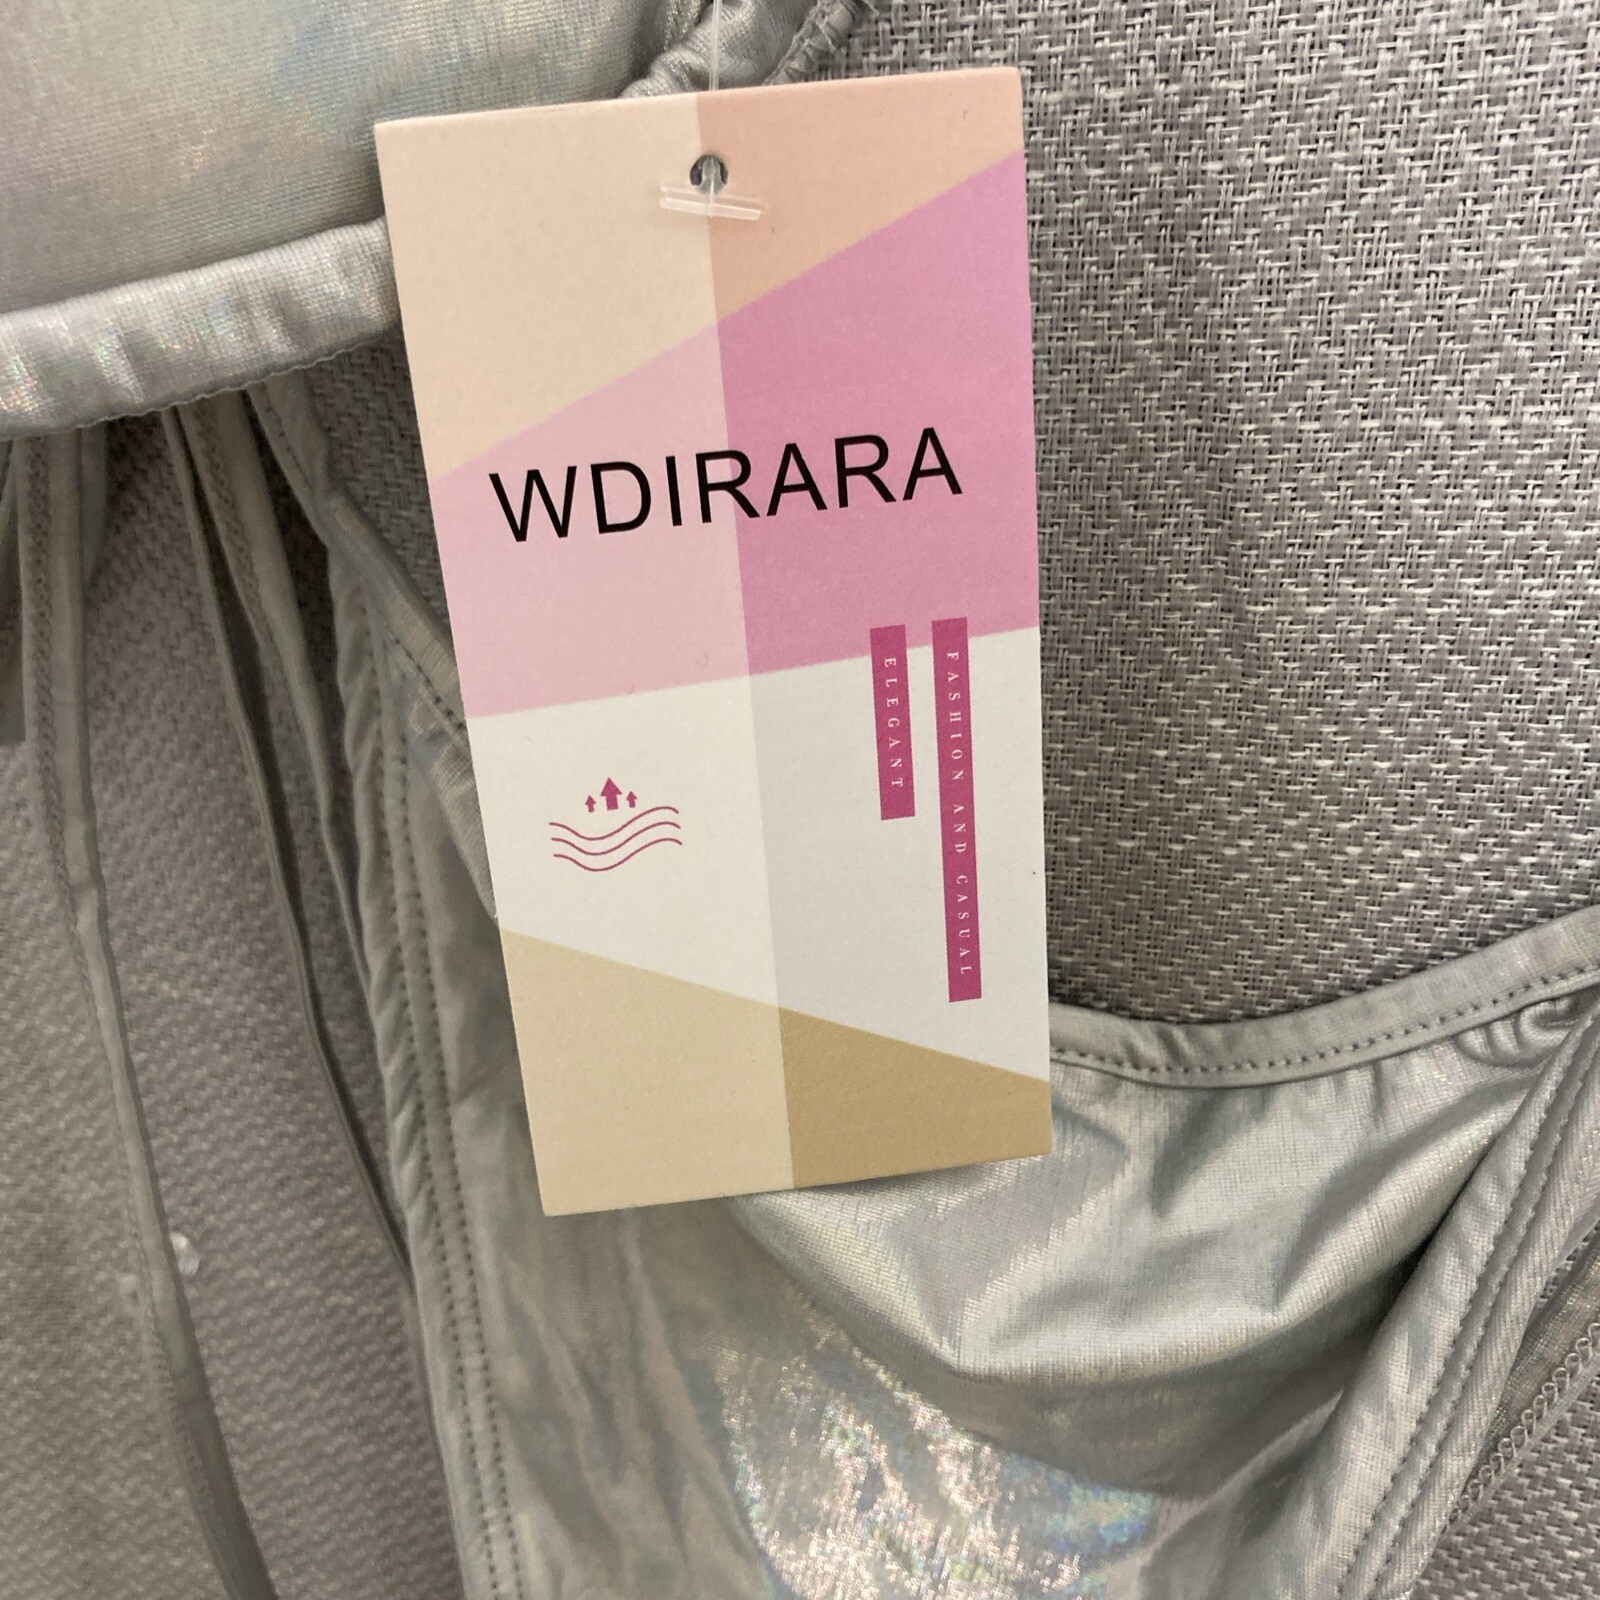 WDIRARA
ELEGANT
FASHION AND CASUAL